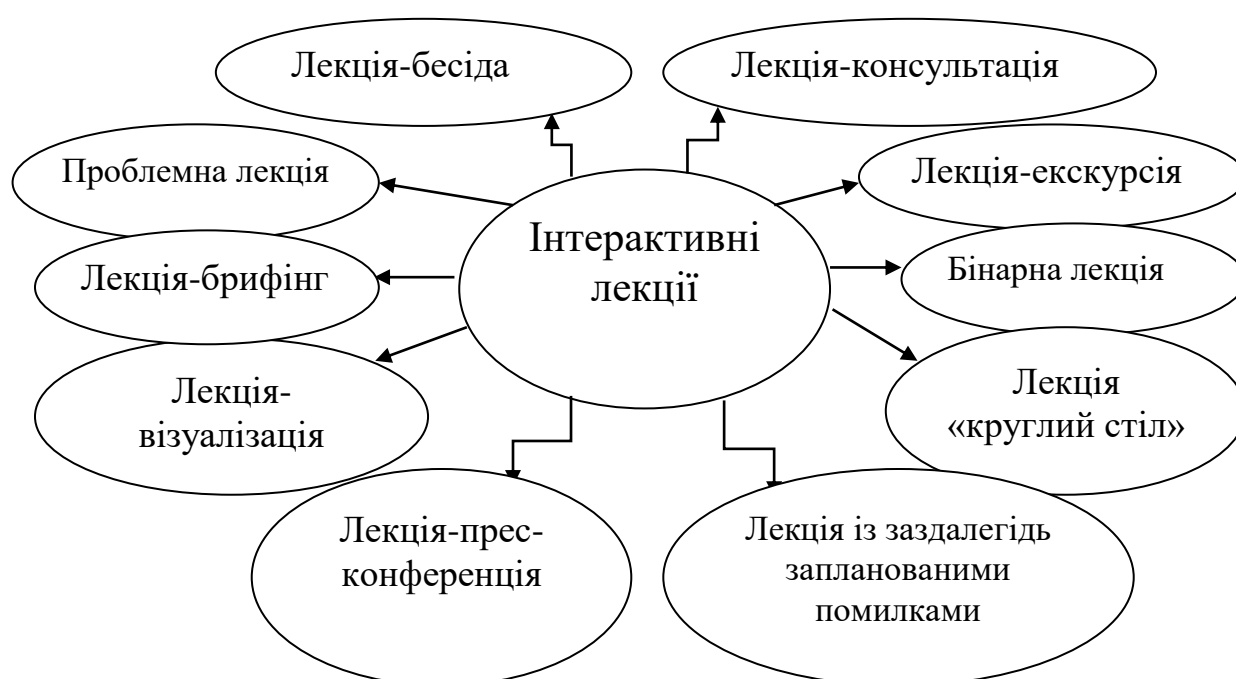 Лекція-бесіда
Лекція-консультація
Проблемна лекція
Лекція-екскурсія
Інтерактивні
лекції
Лекція-брифінг
Бінарна лекція
Лекція-
візуалізація
Лекція
«круглий стіл»
Лекція-прес-
конференція
Лекція із заздалегідь
запланованими
помилками